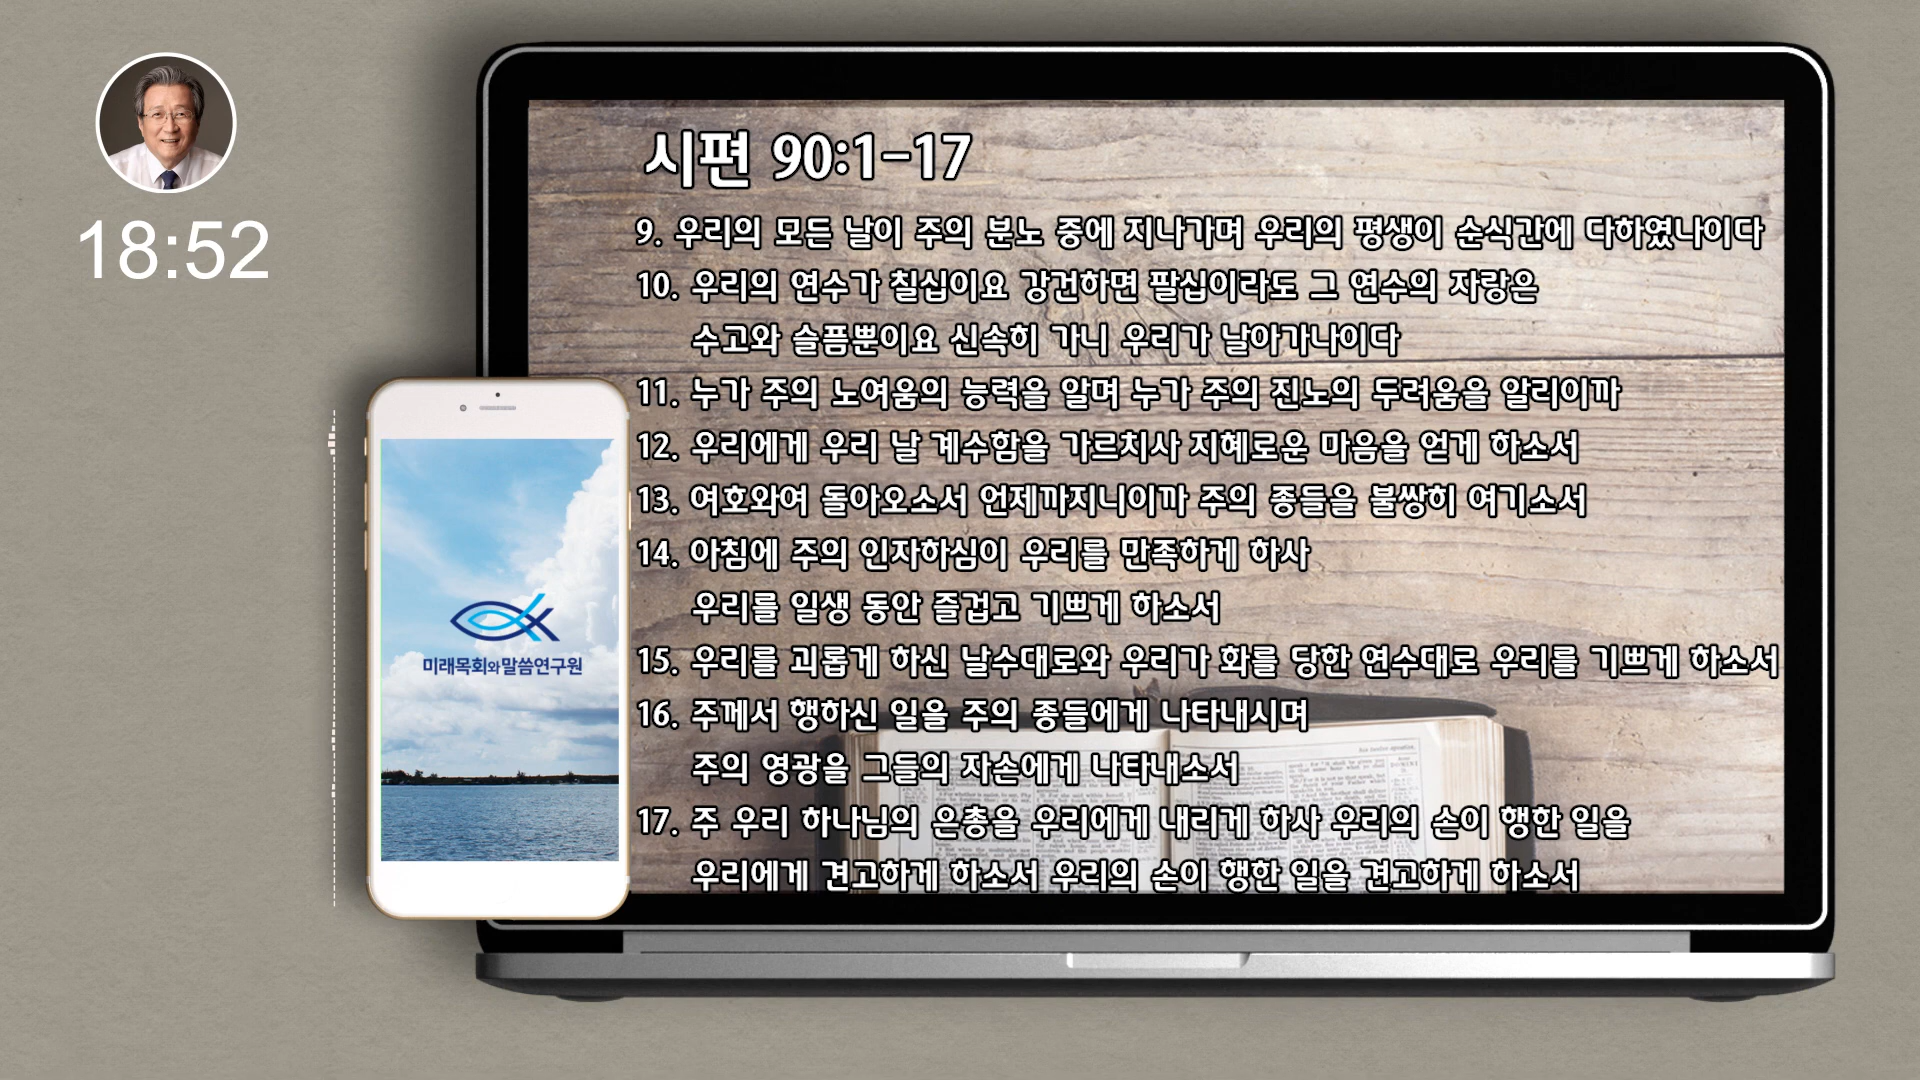 18:52
시편 90:1-17
9. 우리의 모든 날이 주의 분노 중에 지나가며 우리의 평생이 순식간에 다하였나이다
10. 우리의 연수가 칠십이요 강건하면 팔십이라도 그 연수의 자랑은
수고와 슬픔뿐이요 신속히 가니 우리가 날아가나이다
11. 누가 주의 노여움의 능력을 알며 누가 주의 진노의 두려움을 알리이까
12. 우리에게 우리 날 계수함을 가르치사 지혜로운 마음을 얻게 하소서
13. 여호와여 돌아오소서 언제까지니이까 주의 종들을 불쌍히 여기소서
14. 아침에 주의 인자하심이 우리를 만족하게 하사
우리를 일생 동안 즐겁고 기쁘게 하소서
15. 우리를 괴롭게 하신 날수대로와 우리가 화를 당한 연수대로 우리를 기쁘게 하소서
16. 주께서 행하신 일을 주의 종들에게 나타내시며
주의 영광을 그들의 자손에게 나타내소서
17. 주 우리 하나님의 은총을 우리에게 내리게 하사 우리의 손이 행한 일을
우리에게 견고하게 하소서 우리의 손이 행한 일을 견고하게 하소서
미래목회와말씀연구원